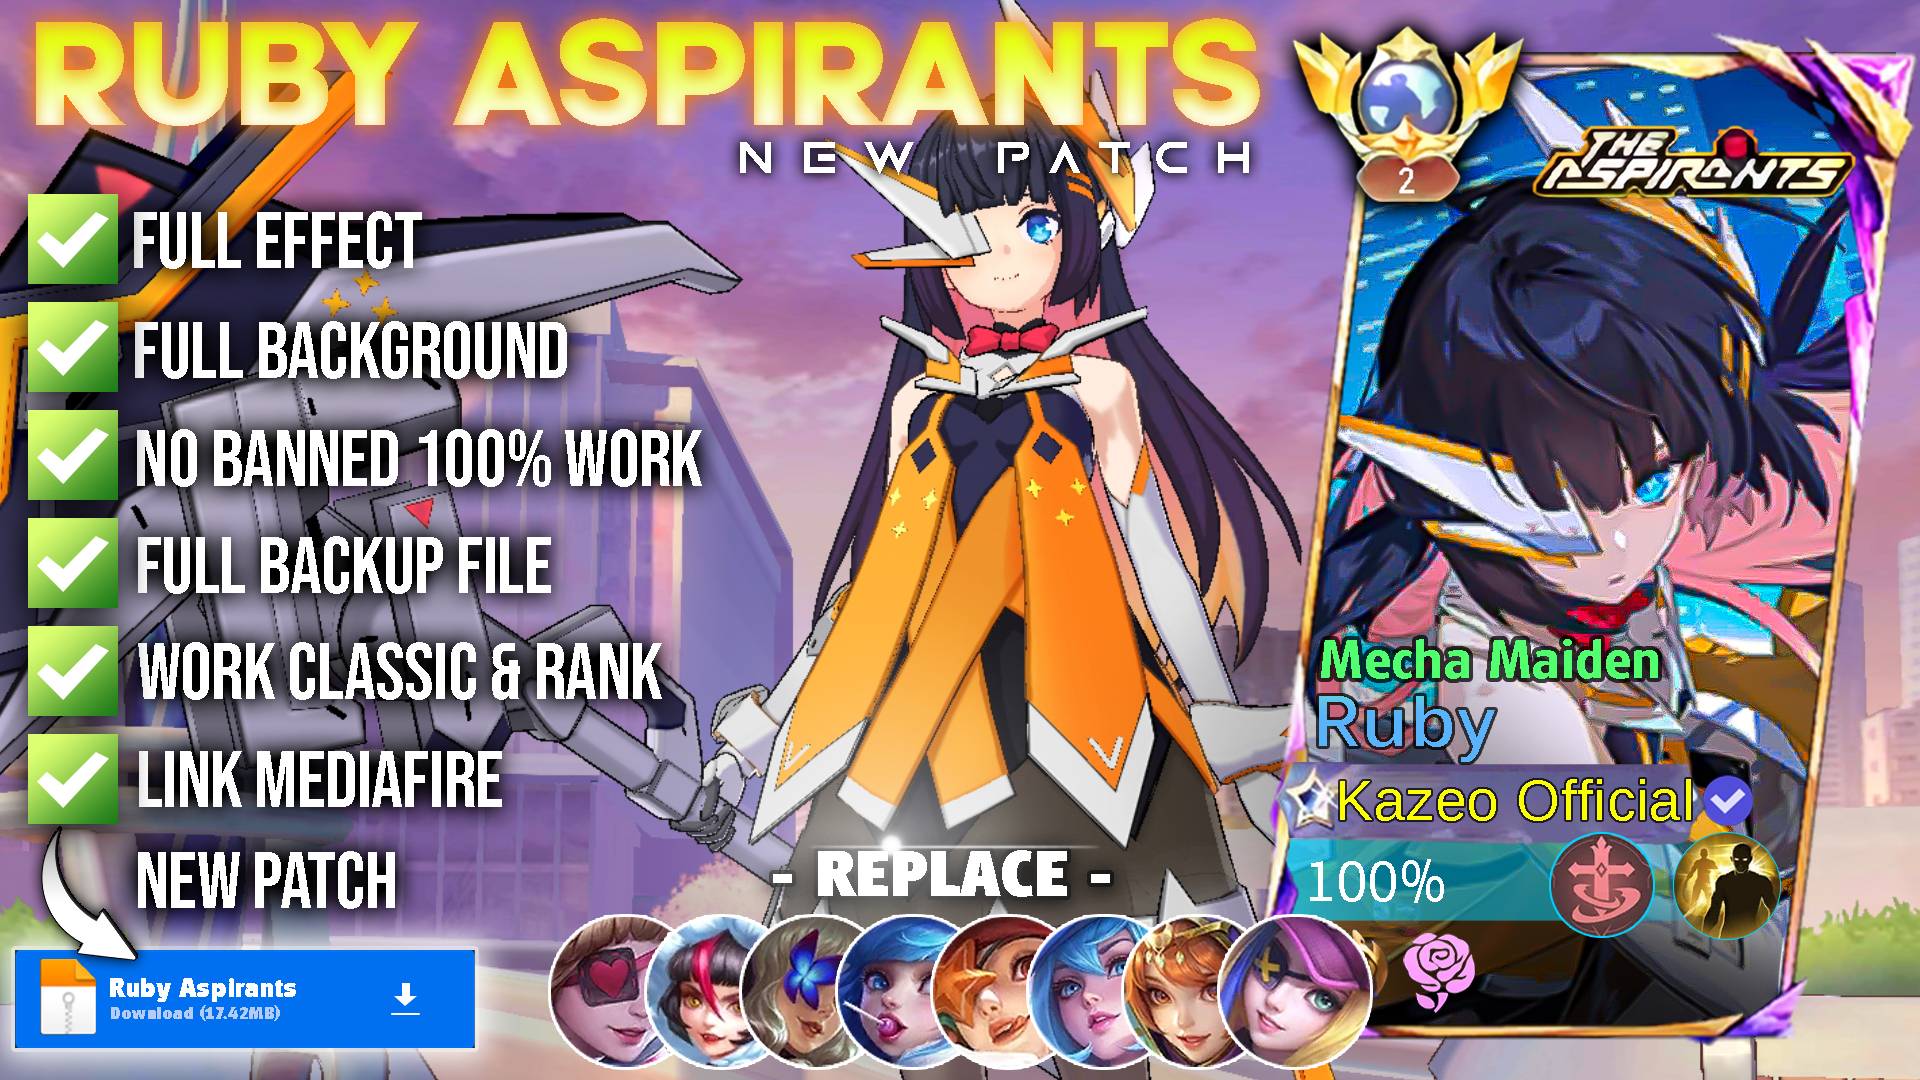 RUBY ASPIRANTS
NEW PATCH
FULL EFFECT
FULL BACKGROUND
NO BANNED 100% WORK
FULL BACKUP FILE
WORK CLASSIC & RANK
LINK MEDIAFIRE
NEW PATCH
Ruby Aspirants
Download (17.42MB)
- REPLACE -
2
THE
ASPIRANTS
Mecha Maiden
Ruby
Kazeo Official
100%